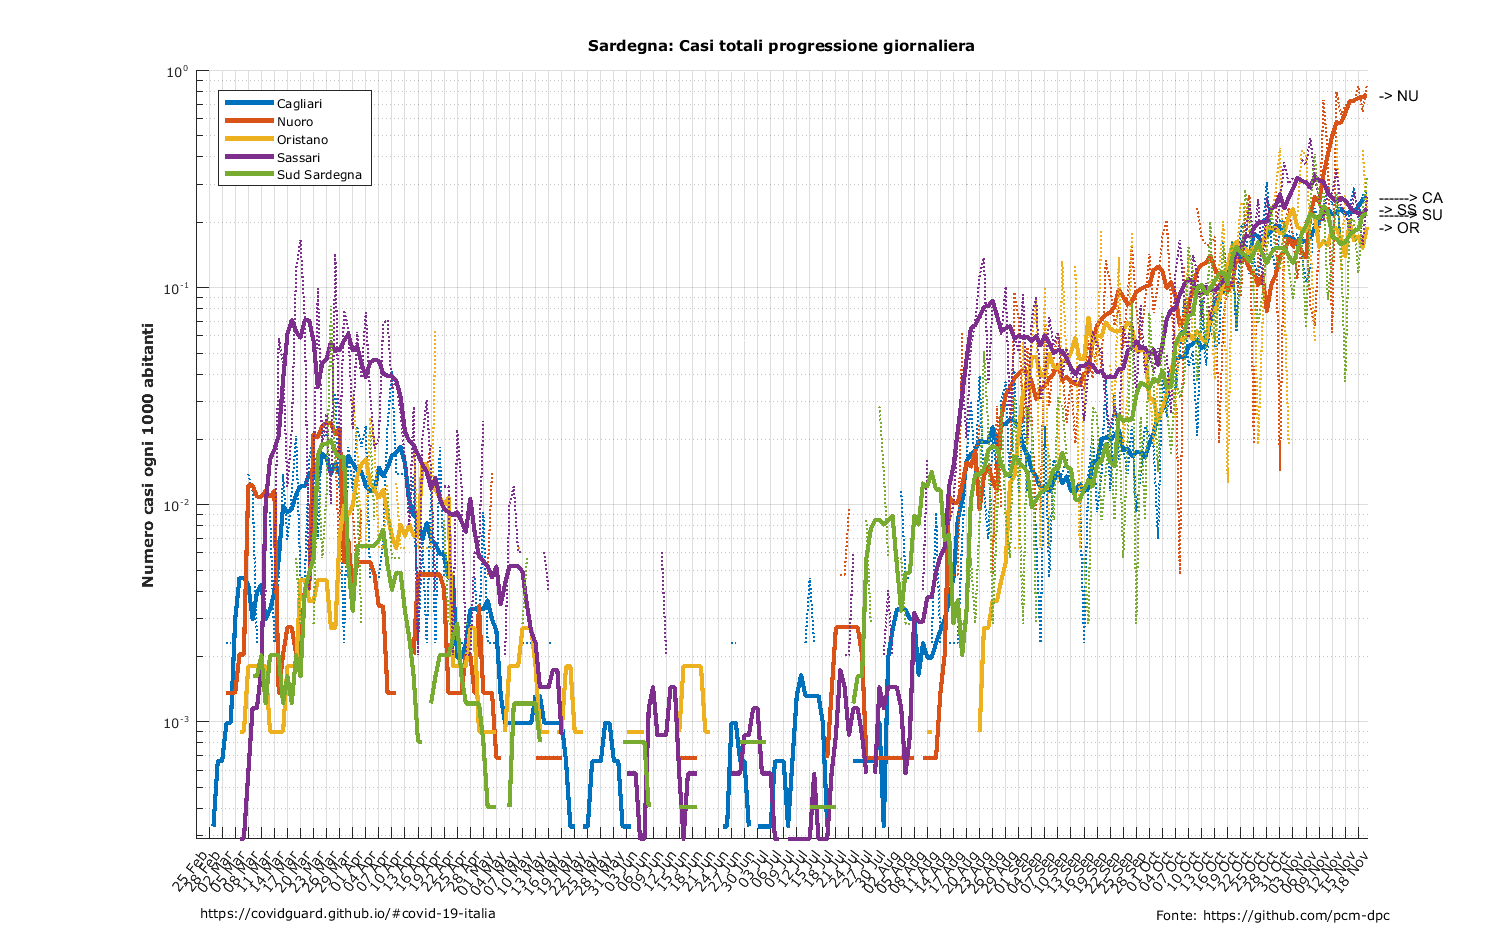 Sardegna: Casi totali progressione giornaliera
10⁰
10⁻¹
10⁻²
10⁻³
Numero casi ogni 1000 abitanti
Cagliari
Nuoro
Oristano
Sassari
Sud Sardegna
-> NU
------> CA
-> SS
------> SU
-> OR
25 Feb
28 Feb
02 Mar
05 Mar
08 Mar
11 Mar
14 Mar
17 Mar
20 Mar
23 Mar
26 Mar
29 Mar
01 Apr
04 Apr
07 Apr
10 Apr
13 Apr
16 Apr
19 Apr
22 Apr
25 Apr
28 Apr
01 May
04 May
07 May
10 May
13 May
16 May
19 May
22 May
25 May
28 May
31 May
03 Jun
06 Jun
09 Jun
12 Jun
15 Jun
18 Jun
21 Jun
24 Jun
27 Jun
30 Jun
03 Jul
06 Jul
09 Jul
12 Jul
15 Jul
18 Jul
21 Jul
24 Jul
27 Jul
30 Jul
02 Aug
05 Aug
08 Aug
11 Aug
14 Aug
17 Aug
20 Aug
23 Aug
26 Aug
29 Aug
01 Sep
04 Sep
07 Sep
10 Sep
13 Sep
16 Sep
19 Sep
22 Sep
25 Sep
28 Sep
01 Oct
04 Oct
07 Oct
10 Oct
13 Oct
16 Oct
19 Oct
22 Oct
25 Oct
28 Oct
31 Oct
03 Nov
06 Nov
09 Nov
12 Nov
15 Nov
18 Nov
https://covidguard.github.io/#covid-19-italia
Fonte: https://github.com/pcm-dpc